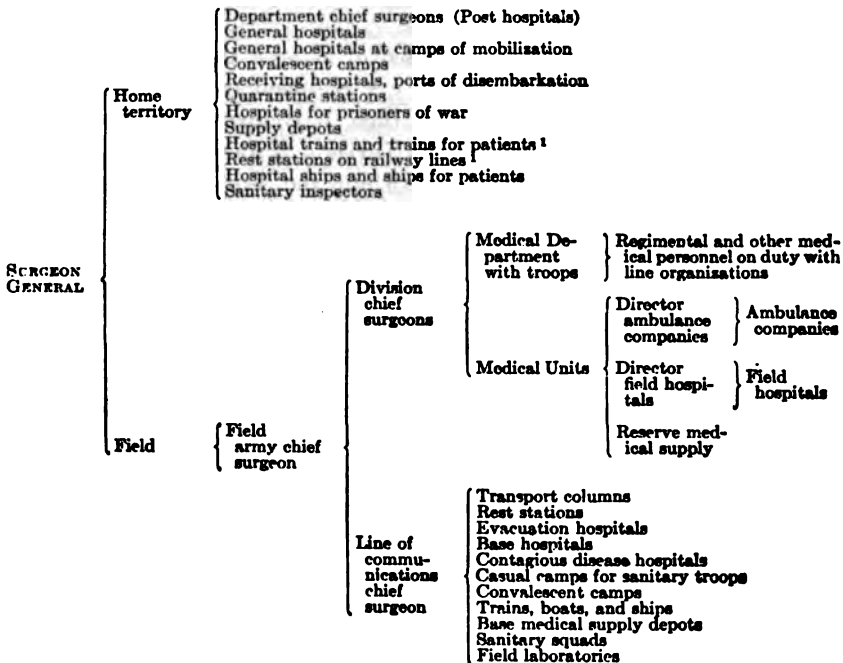 Department chief surgeons (Post hospitals)
General hospitals
General hospitals at camps of mobilisation
Convalescent camps
Receiving hospitals, ports of disembarkation
Quarantine stations
Hospitals for prisoners of war
Supply depots
Hospital trains and trains for patients ¹
Rest stations on railway lines ¹
Hospital ships and ships for patients
Sanitary inspectors
Home
territory
SURGEON
GENERAL
Field
Field
army chief
surgeon
Division
chief
surgeons
Medical De-
partment
with troops
Regimental and other med-
ical personnel on duty with
line organisations
Medical Units
Director
ambulance
companies
Ambulance
companies
Director
field hospi-
tals
Field
hospitals
Reserve med-
ical supply
Line of
commu-
nications
chief
surgeon
Transport columns
Rest stations
Evacuation hospitals
Base hospitals
Contagious disease hospitals
Casual camps for sanitary troops
Convalescent camps
Trains, boats, and ships
Base medical supply depots
Sanitary squads
Field laboratories